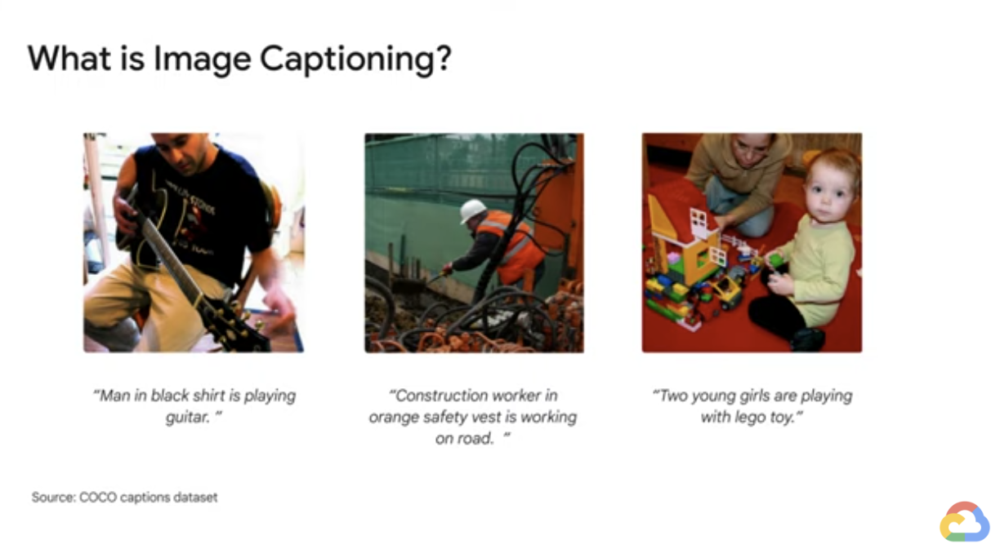 What is Image Captioning?
“Man in black shirt is playing
guitar. ”
“Construction worker in
orange safety vest is working
on road. ”
“Two young girls are playing
with lego toy.”
Source: COCO captions dataset